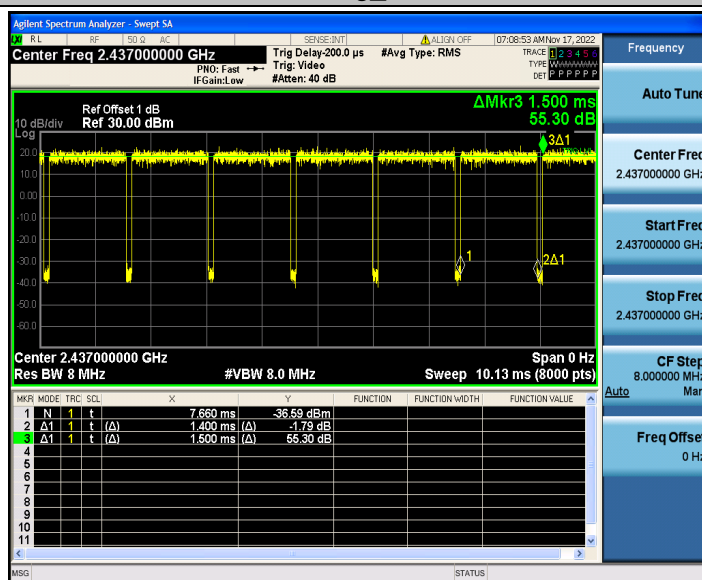 Agilent Spectrum Analyzer - Swept SA
RL RF 50 Ω AC SENSE:INT ALIGN OFF 07:08:53 AM Nov 17, 2022
Center Freq 2.437000000 GHz
PNO: Fast
IFGain:Low
Trig Delay-200.0 µs
Trig: Video
#Atten: 40 dB
#Avg Type: RMS
TRACE 1 2 3 4 5 6
TYPE
DET P P P P P P
Ref Offset 1 dB
Ref 30.00 dBm
10 dB/div
Log
ΔMkr3 1.500 ms
55.30 dB
20.0
10.0
0.00
-10.0
-20.0
-30.0
-40.0
-50.0
-60.0
3Δ1
1
2Δ1
Center 2.437000000 GHz Span 0 Hz
Res BW 8 MHz #VBW 8.0 MHz Sweep 10.13 ms (8000 pts)
MKR MODE TRC SCL X Y FUNCTION FUNCTION WIDTH FUNCTION VALUE
1 N 1 t 7.660 ms -36.59 dBm
2 Δ1 1 t (Δ) 1.400 ms (Δ) -1.79 dB
3 Δ1 1 t (Δ) 1.500 ms (Δ) 55.30 dB
4
5
6
7
8
9
10
11
MSG STATUS
Frequency
Auto Tune
Center Freq
2.437000000 GHz
Start Freq
2.437000000 GHz
Stop Freq
2.437000000 GHz
CF Step
8.000000 MHz
Auto Man
Freq Offset
0 Hz